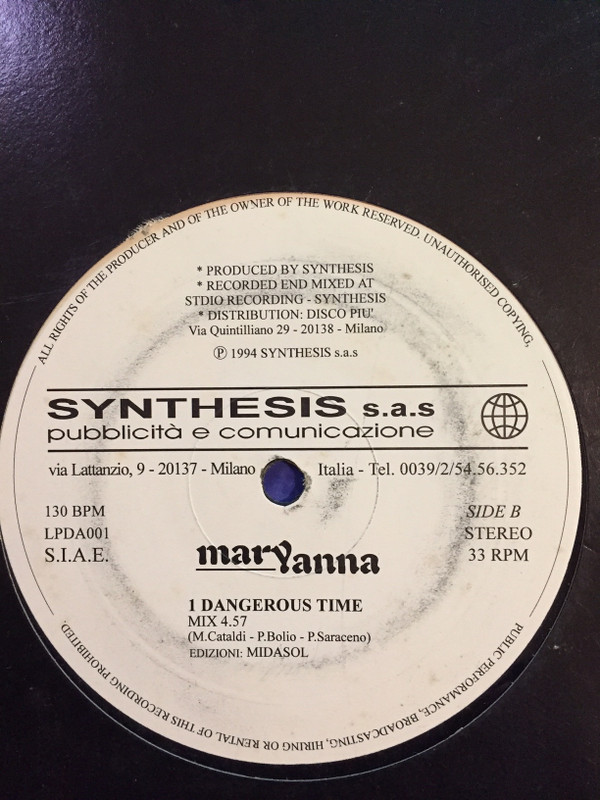 ALL RIGHTS OF THE PRODUCER AND OF THE OWNER OF THE WORK RESERVED. UNAUTHORISED COPYING,
* PRODUCED BY SYNTHESIS
* RECORDED END MIXED AT
STDIO RECORDING - SYNTHESIS
* DISTRIBUTION: DISCO PIU'
Via Quintilliano 29 - 20138 - Milano
℗ 1994 SYNTHESIS s.a.s
SYNTHESIS s.a.s
pubblicità e comunicazione
via Lattanzio, 9 - 20137 - Milano Italia - Tel. 0039/2/54.56.352
130 BPM
LPDA001
S.I.A.E.
SIDE B
STEREO
33 RPM
marYanna
1 DANGEROUS TIME
MIX 4.57
(M.Cataldi - P.Bolio - P.Saraceno)
EDIZIONI: MIDASOL
PUBLIC PERFORMANCE, BROADCASTING, HIRING OR RENTAL OF THIS RECORDING PROHIBITED.